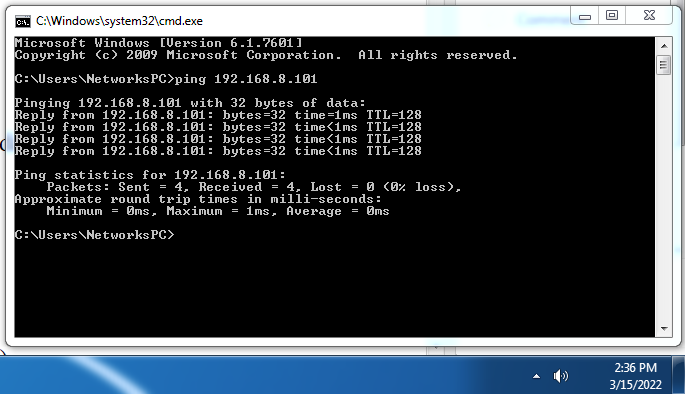 C:\Windows\system32\cmd.exe
Microsoft Windows [Version 6.1.7601]
Copyright (c) 2009 Microsoft Corporation.  All rights reserved.
C:\Users\NetworksPC>ping 192.168.8.101
Pinging 192.168.8.101 with 32 bytes of data:
Reply from 192.168.8.101: bytes=32 time=1ms TTL=128
Reply from 192.168.8.101: bytes=32 time<1ms TTL=128
Reply from 192.168.8.101: bytes=32 time<1ms TTL=128
Reply from 192.168.8.101: bytes=32 time<1ms TTL=128
Ping statistics for 192.168.8.101:
    Packets: Sent = 4, Received = 4, Lost = 0 (0% loss),
Approximate round trip times in milli-seconds:
    Minimum = 0ms, Maximum = 1ms, Average = 0ms
C:\Users\NetworksPC>
2:36 PM
3/15/2022